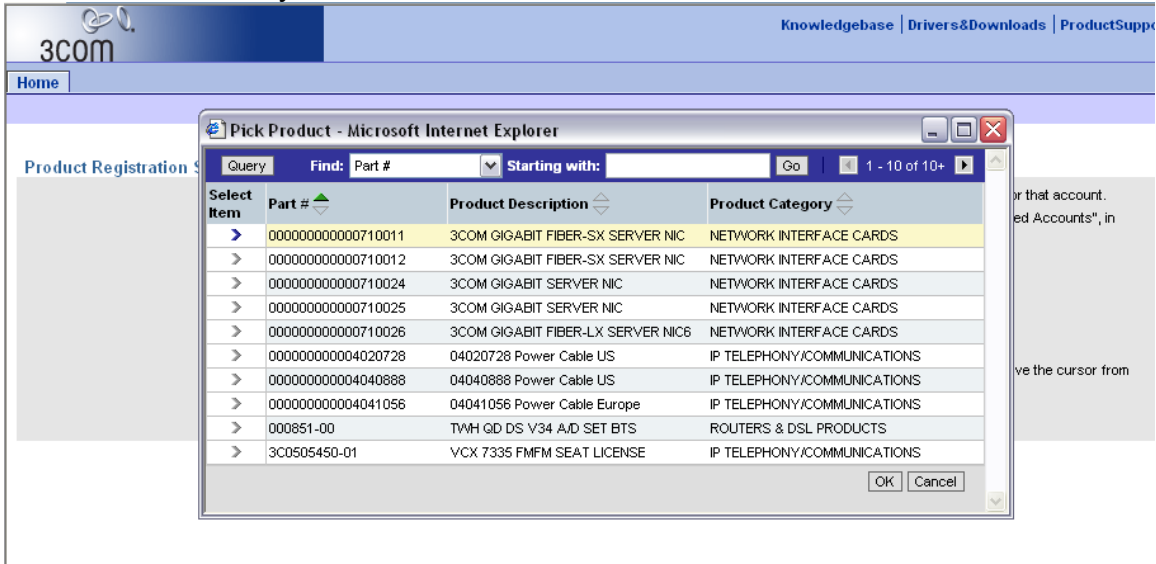 3com
Knowledgebase | Drivers&Downloads | ProductSuppo
Home
Pick Product - Microsoft Internet Explorer
Product Registration S
Query Find: Part # Starting with: Go 1 - 10 of 10+
Select Item Part # Product Description Product Category
000000000000710011 3COM GIGABIT FIBER-SX SERVER NIC NETWORK INTERFACE CARDS
000000000000710012 3COM GIGABIT FIBER-SX SERVER NIC NETWORK INTERFACE CARDS
000000000000710024 3COM GIGABIT SERVER NIC NETWORK INTERFACE CARDS
000000000000710025 3COM GIGABIT SERVER NIC NETWORK INTERFACE CARDS
000000000000710026 3COM GIGABIT FIBER-LX SERVER NIC6 NETWORK INTERFACE CARDS
000000000004020728 04020728 Power Cable US IP TELEPHONY/COMMUNICATIONS
000000000004040888 04040888 Power Cable US IP TELEPHONY/COMMUNICATIONS
000000000004041056 04041056 Power Cable Europe IP TELEPHONY/COMMUNICATIONS
000851-00 TWH QD DS V34 A/D SET BTS ROUTERS & DSL PRODUCTS
3C0505450-01 VCX 7335 FMFM SEAT LICENSE IP TELEPHONY/COMMUNICATIONS
OK Cancel
or that account.
ed Accounts", in
ve the cursor from